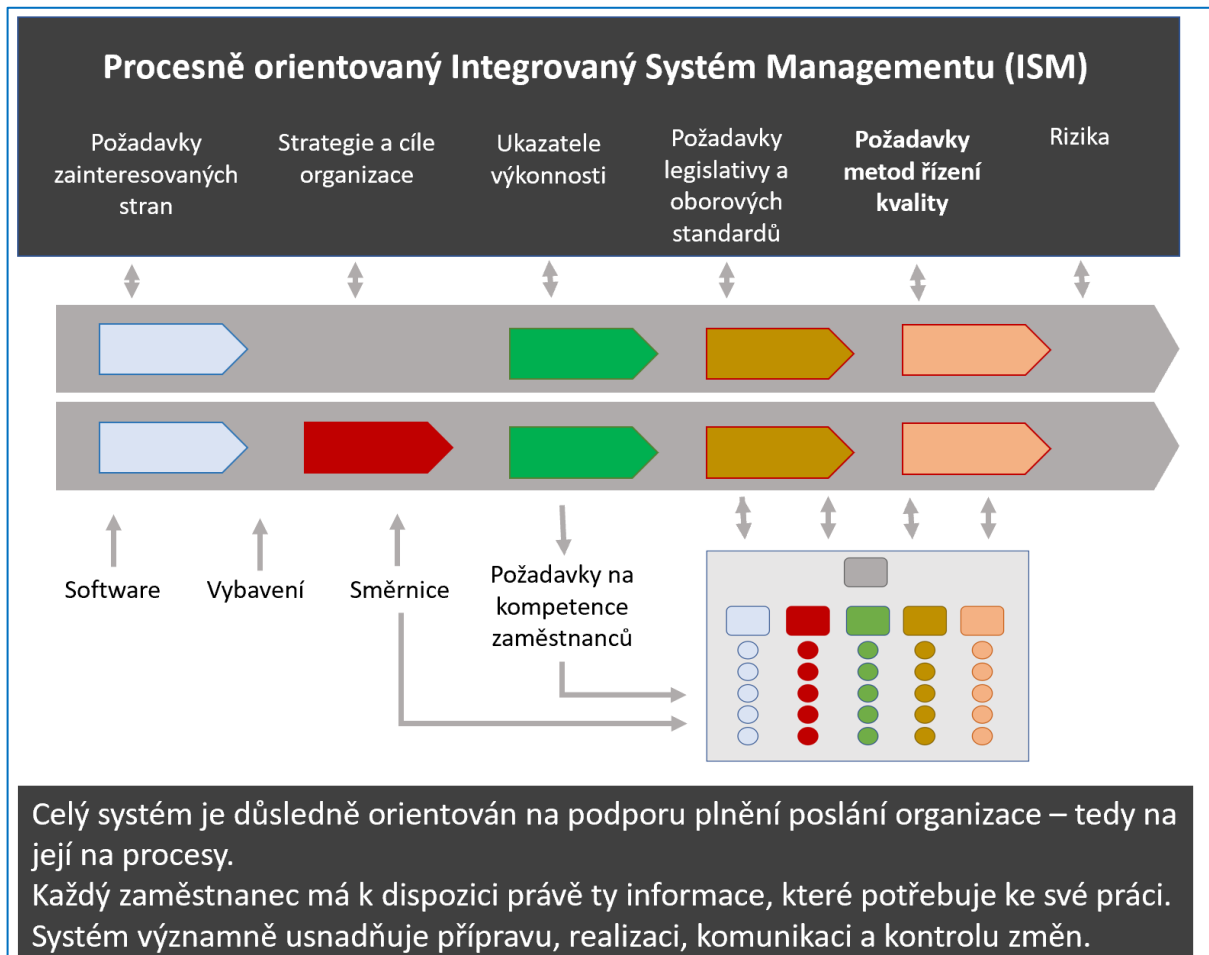 Procesně orientovaný Integrovaný Systém Managementu (ISM)
Požadavky
zainteresovaných
stran
Strategie a cíle
organizace
Ukazatele
výkonnosti
Požadavky
legislativy a
oborových
standardů
Požadavky
metod řízení
kvality
Rizika
Software
Vybavení
Směrnice
Požadavky na
kompetence
zaměstnanců
Celý systém je důsledně orientován na podporu plnění poslání organizace – tedy na
její na procesy.
Každý zaměstnanec má k dispozici právě ty informace, které potřebuje ke své práci.
Systém významně usnadňuje přípravu, realizaci, komunikaci a kontrolu změn.